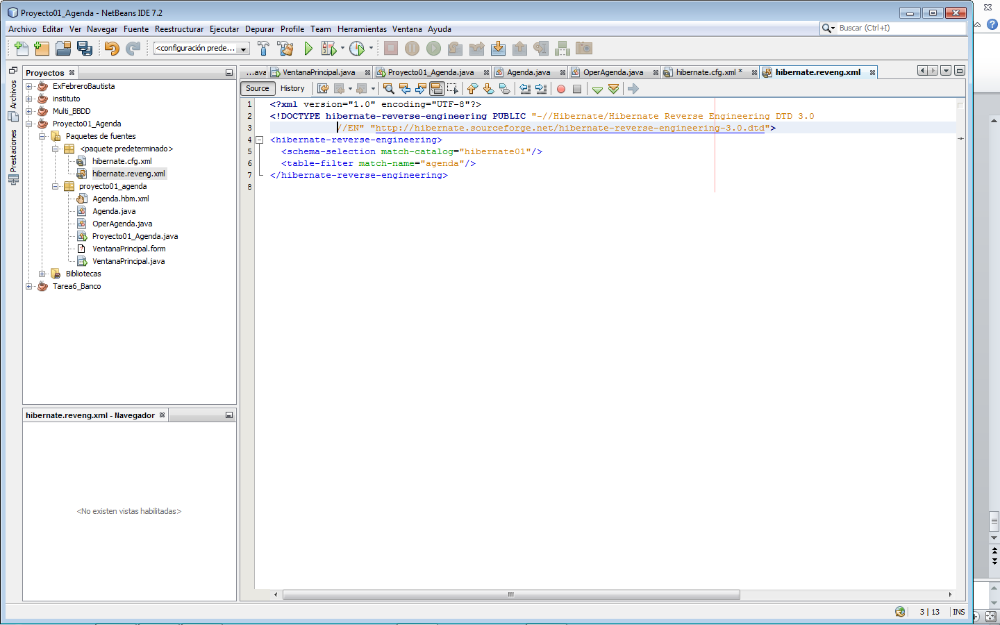 Proyecto01_Agenda - NetBeans IDE 7.2
Archivo Editar Ver Navegar Fuente Reestructurar Ejecutar Depurar Profile Team Herramientas Ventana Ayuda
Buscar (Ctrl+I)
<configuración prede...
Proyectos
...ava VentanaPrincipal.java Proyecto01_Agenda.java Agenda.java OperAgenda.java hibernate.cfg.xml * hibernate.reveng.xml
Source History
Archivos
Prestaciones
ExFebreroBautista
instituto
Multi_BBDD
Proyecto01_Agenda
Paquetes de fuentes
<paquete predeterminado>
hibernate.cfg.xml
hibernate.reveng.xml
proyecto01_agenda
Agenda.hbm.xml
Agenda.java
OperAgenda.java
Proyecto01_Agenda.java
VentanaPrincipal.form
VentanaPrincipal.java
Bibliotecas
Tarea6_Banco
1 <?xml version="1.0" encoding="UTF-8"?>
2 <!DOCTYPE hibernate-reverse-engineering PUBLIC "-//Hibernate/Hibernate Reverse Engineering DTD 3.0
3 //EN" "http://hibernate.sourceforge.net/hibernate-reverse-engineering-3.0.dtd">
4 <hibernate-reverse-engineering>
5 <schema-selection match-catalog="hibernate01"/>
6 <table-filter match-name="agenda"/>
7 </hibernate-reverse-engineering>
8
hibernate.reveng.xml - Navegador
<No existen vistas habilitadas>
3 | 13 INS